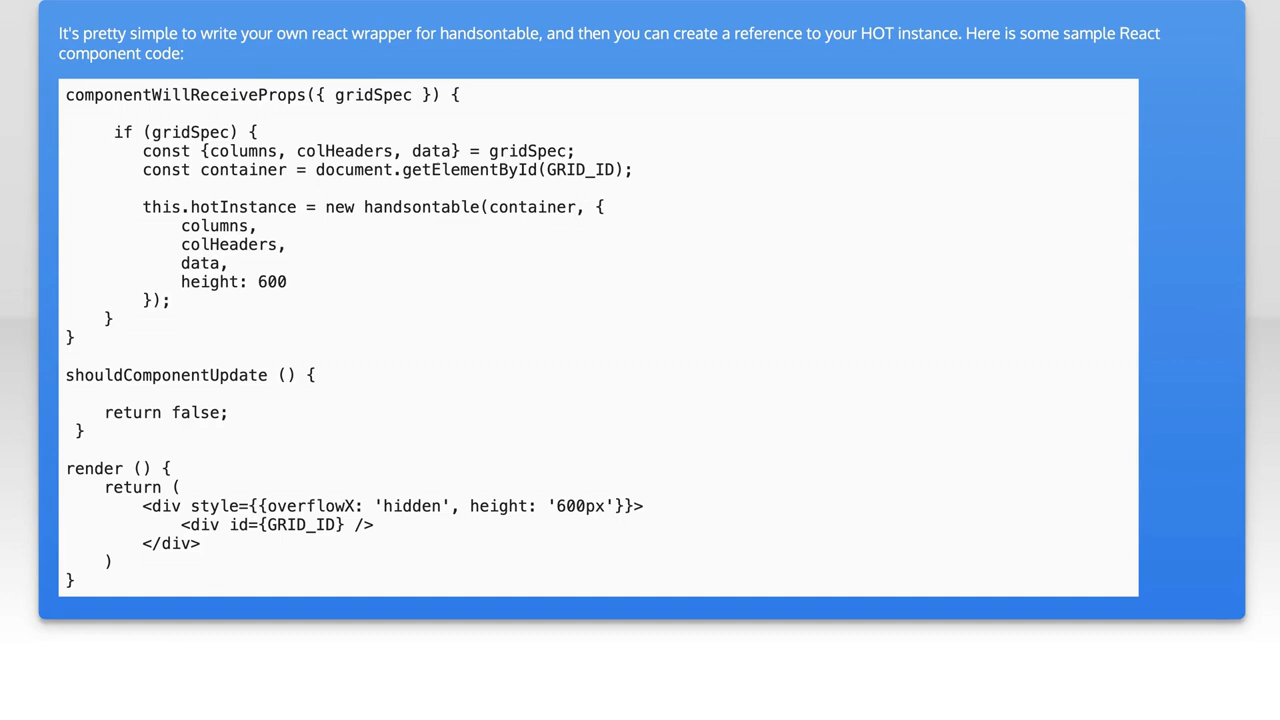 It's pretty simple to write your own react wrapper for handsontable, and then you can create a reference to your HOT instance. Here is some sample React
component code:
componentWillReceiveProps({ gridSpec }) {
if (gridSpec) {
const {columns, colHeaders, data} = gridSpec;
const container = document.getElementById(GRID_ID);
this.hotInstance = new handsontable(container, {
columns,
colHeaders,
data,
height: 600
});
}
}
shouldComponentUpdate () {
return false;
}
render () {
return (
<div style={{overflowX: 'hidden', height: '600px'}}>
<div id={GRID_ID} />
</div>
)
}